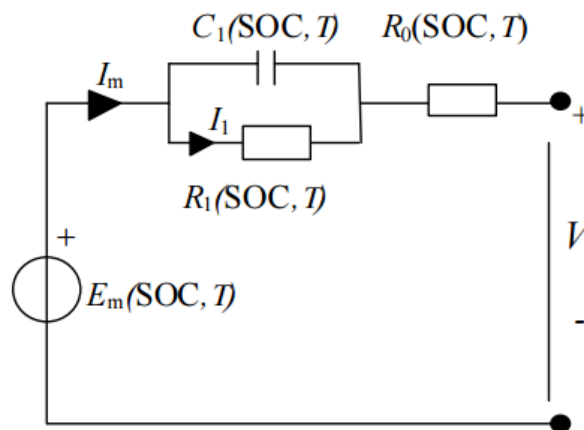 C₁(SOC, T) R₀(SOC, T)
Iₘ
+
I₁
R₁(SOC, T)
V
+
Eₘ(SOC, T)
-